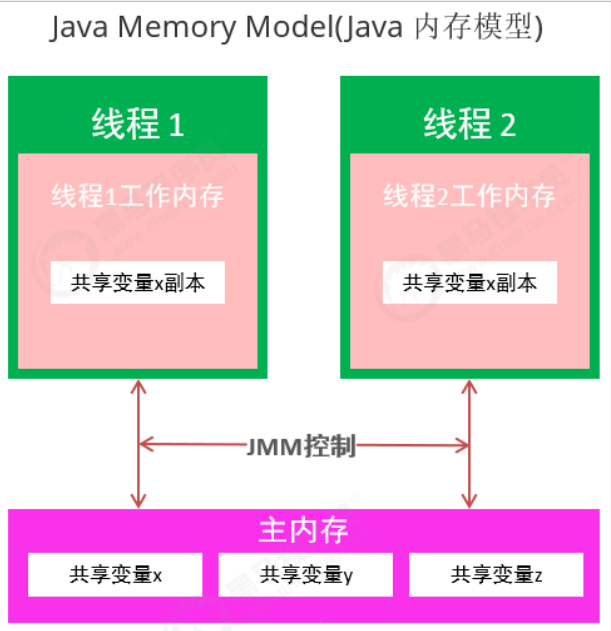 Java Memory Model(Java 内存模型)
线程 1
线程 2
线程1工作内存
线程2工作内存
共享变量x副本
共享变量x副本
JMM控制
主内存
共享变量x
共享变量y
共享变量z